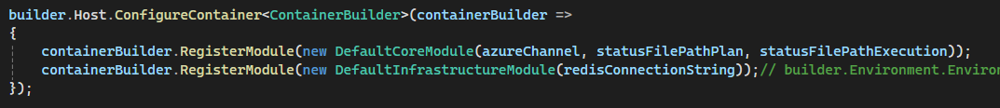 builder.Host.ConfigureContainer<ContainerBuilder>(containerBuilder =>
{
    containerBuilder.RegisterModule(new DefaultCoreModule(azureChannel, statusFilePathPlan, statusFilePathExecution));
    containerBuilder.RegisterModule(new DefaultInfrastructureModule(redisConnectionString));// builder.Environment.Environ
});